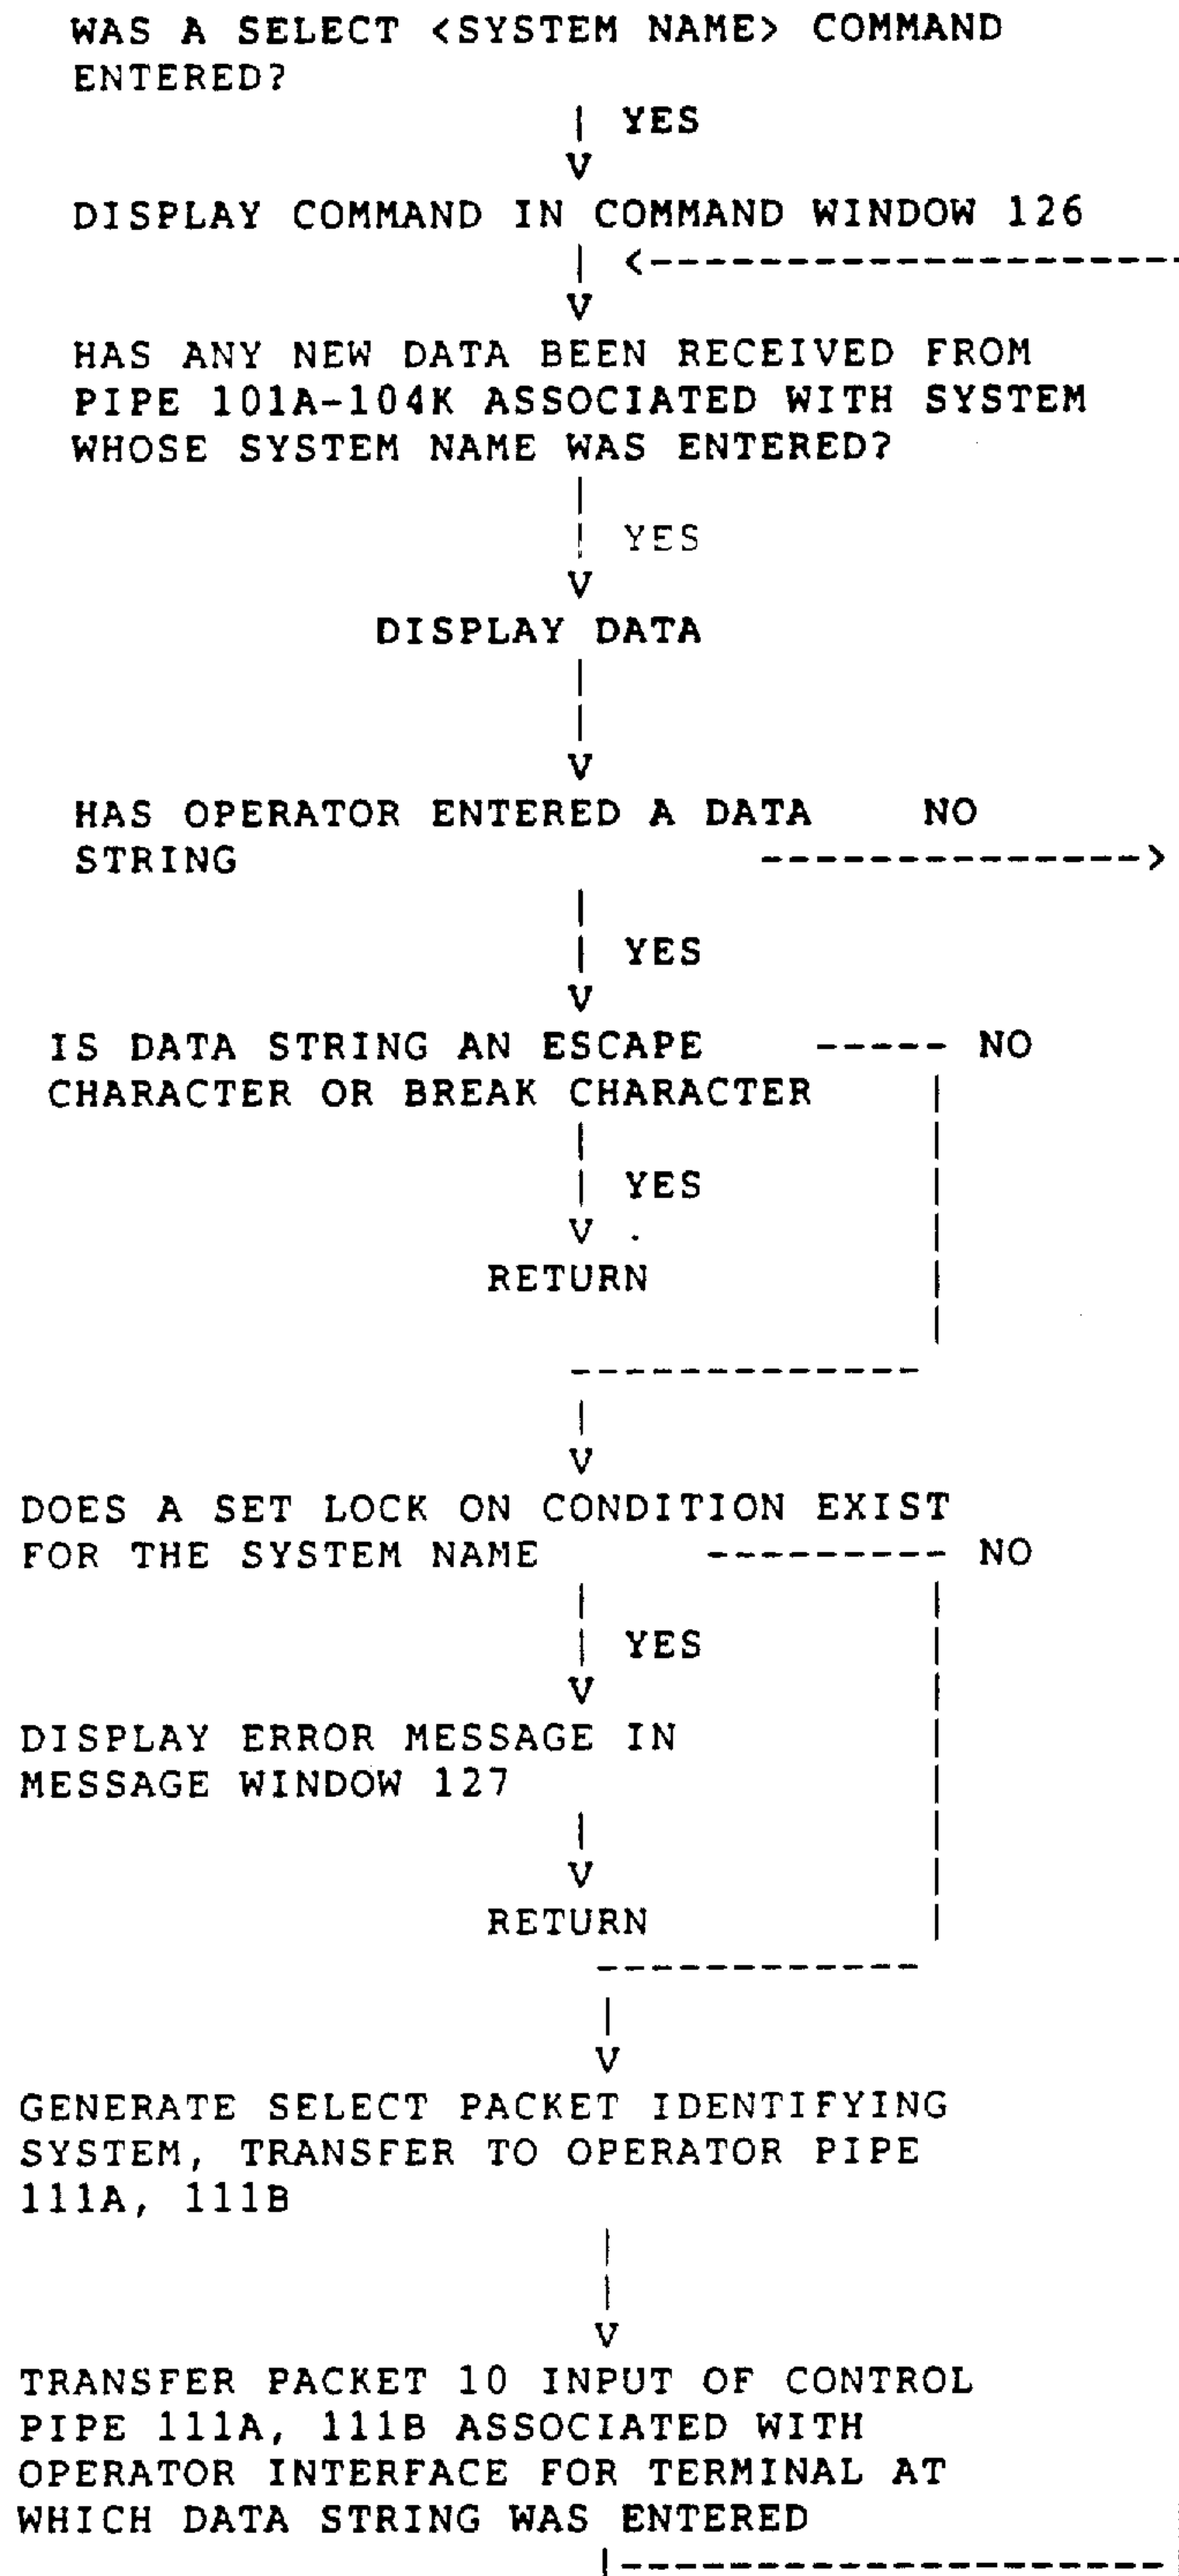 WAS A SELECT <SYSTEM NAME> COMMAND
ENTERED?
YES
DISPLAY COMMAND IN COMMAND WINDOW 126
HAS ANY NEW DATA BEEN RECEIVED FROM
PIPE 101A-104K ASSOCIATED WITH SYSTEM
WHOSE SYSTEM NAME WAS ENTERED?
YES
DISPLAY DATA
HAS OPERATOR ENTERED A DATA NO
STRING
YES
IS DATA STRING AN ESCAPE NO
CHARACTER OR BREAK CHARACTER
YES
RETURN
DOES A SET LOCK ON CONDITION EXIST
FOR THE SYSTEM NAME NO
YES
DISPLAY ERROR MESSAGE IN
MESSAGE WINDOW 127
RETURN
GENERATE SELECT PACKET IDENTIFYING
SYSTEM, TRANSFER TO OPERATOR PIPE
111A, 111B
TRANSFER PACKET 10 INPUT OF CONTROL
PIPE 111A, 111B ASSOCIATED WITH
OPERATOR INTERFACE FOR TERMINAL AT
WHICH DATA STRING WAS ENTERED